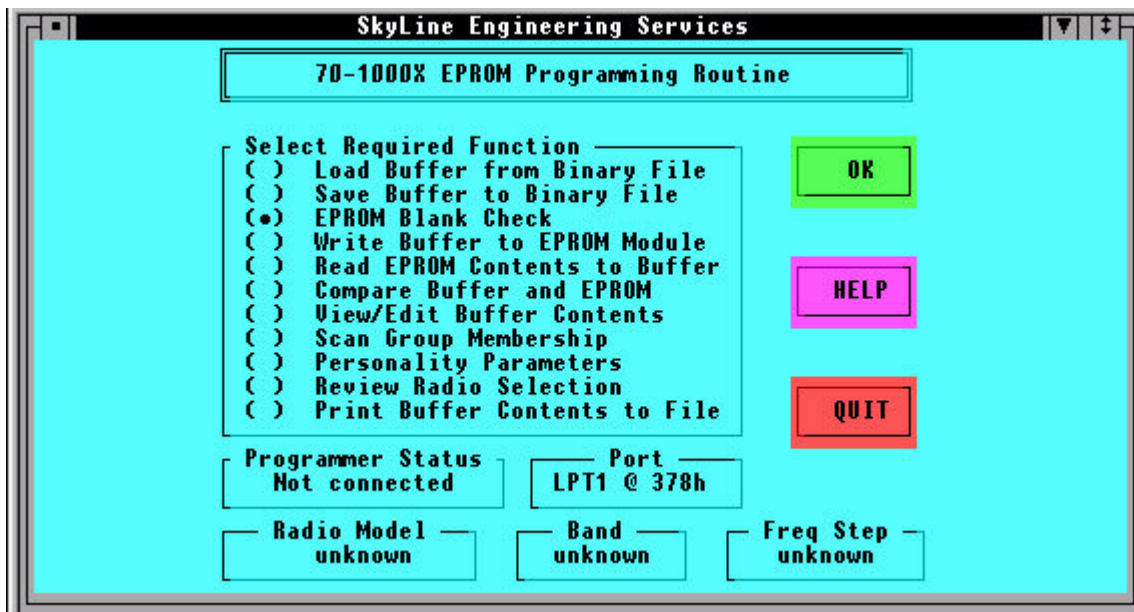 SkyLine Engineering Services
70-1000X EPROM Programming Routine
Select Required Function
( ) Load Buffer from Binary File
( ) Save Buffer to Binary File
(•) EPROM Blank Check
( ) Write Buffer to EPROM Module
( ) Read EPROM Contents to Buffer
( ) Compare Buffer and EPROM
( ) View/Edit Buffer Contents
( ) Scan Group Membership
( ) Personality Parameters
( ) Review Radio Selection
( ) Print Buffer Contents to File
OK
HELP
QUIT
Programmer Status
Not connected
Port
LPT1 @ 378h
Radio Model
unknown
Band
unknown
Freq Step
unknown